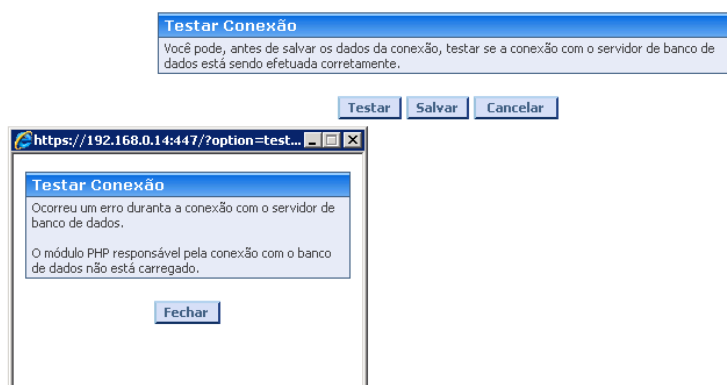 Testar Conexão
Você pode, antes de salvar os dados da conexão, testar se a conexão com o servidor de banco de
dados está sendo efetuada corretamente.
Testar Salvar Cancelar
https://192.168.0.14:447/?option=test...
Testar Conexão
Ocorreu um erro duranta a conexão com o servidor de
banco de dados.
O módulo PHP responsável pela conexão com o banco
de dados não está carregado.
Fechar